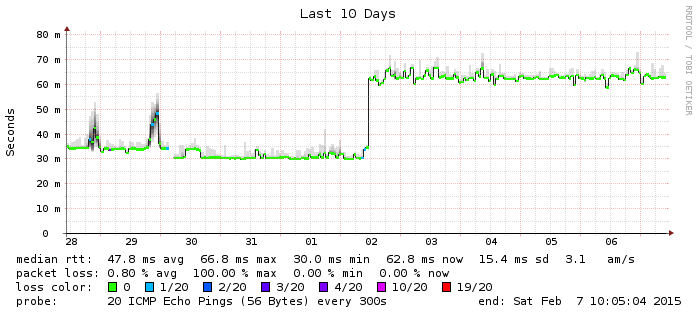 Last 10 Days
RRDTOOL / TOBI OETIKER
Seconds
80 m
70 m
60 m
50 m
40 m
30 m
20 m
10 m
0
28 29 30 31 01 02 03 04 05 06
median rtt: 47.8 ms avg 66.8 ms max 30.0 ms min 62.8 ms now 15.4 ms sd 3.1 am/s
packet loss: 0.80 % avg 100.00 % max 0.00 % min 0.00 % now
loss color: 0 1/20 2/20 3/20 4/20 10/20 19/20
probe: 20 ICMP Echo Pings (56 Bytes) every 300s end: Sat Feb 7 10:05:04 2015